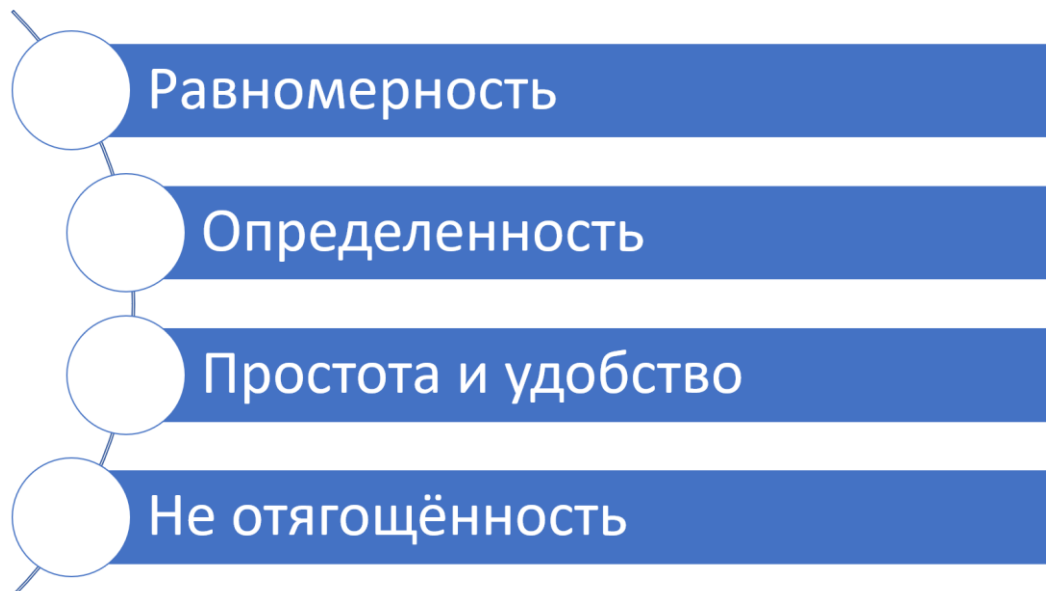 Равномерность
Определенность
Простота и удобство
Не отягощённость